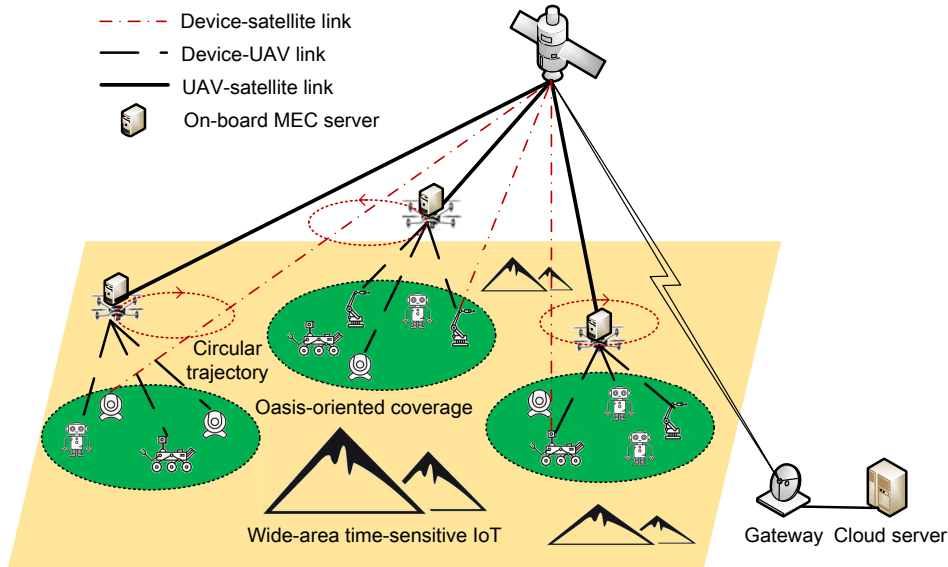 Device-satellite link
Device-UAV link
UAV-satellite link
On-board MEC server
Circular
trajectory
Oasis-oriented coverage
Wide-area time-sensitive IoT
Gateway
Cloud server